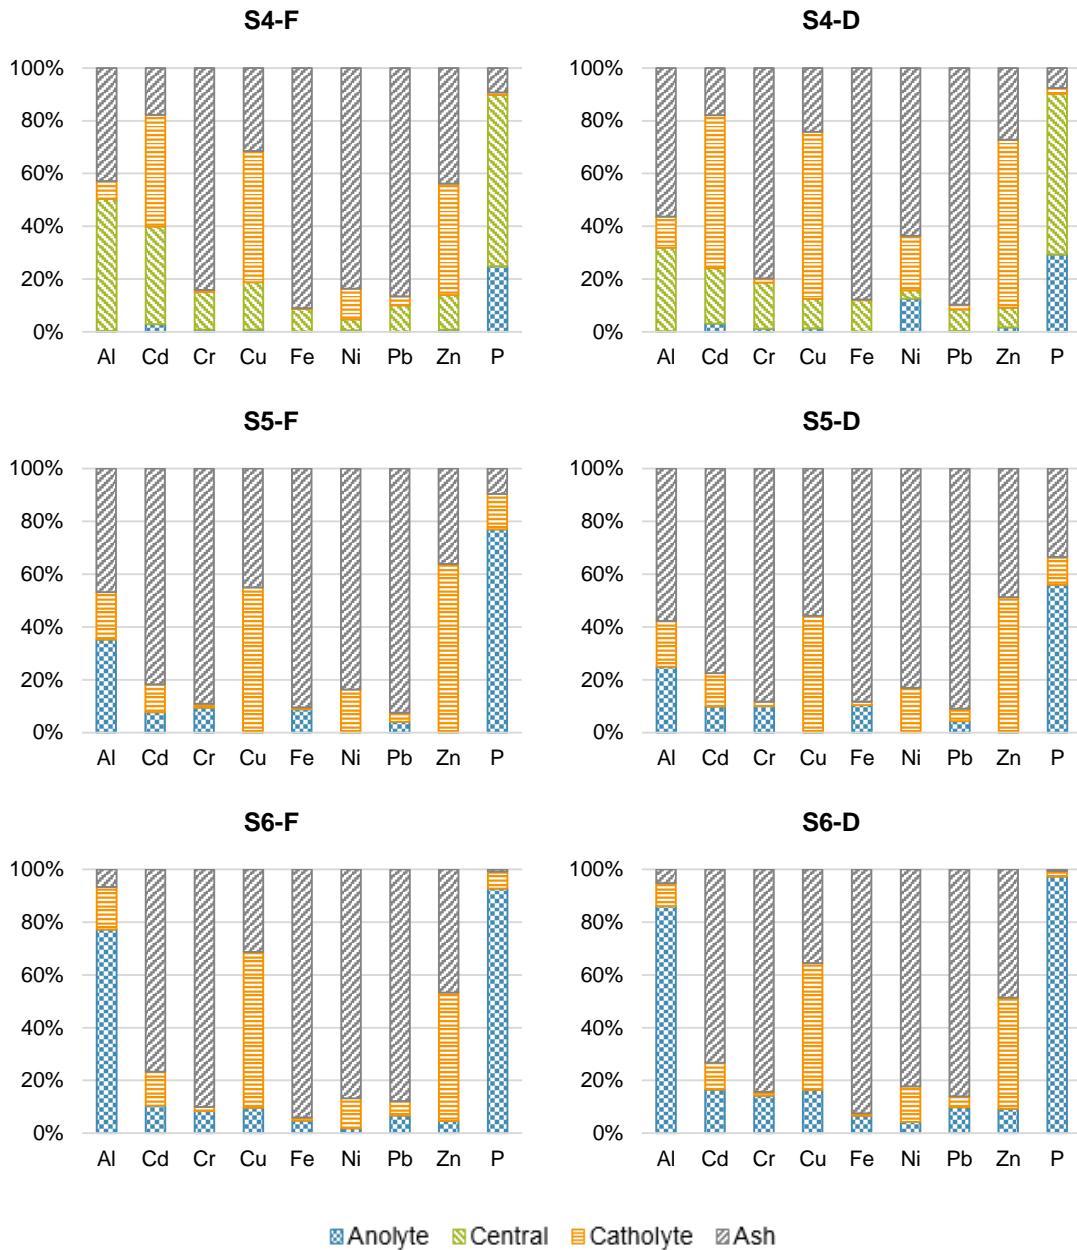 S4-F
S4-D
100%
80%
60%
40%
20%
0%
Al Cd Cr Cu Fe Ni Pb Zn P
100%
80%
60%
40%
20%
0%
Al Cd Cr Cu Fe Ni Pb Zn P
S5-F
S5-D
100%
80%
60%
40%
20%
0%
Al Cd Cr Cu Fe Ni Pb Zn P
100%
80%
60%
40%
20%
0%
Al Cd Cr Cu Fe Ni Pb Zn P
S6-F
S6-D
100%
80%
60%
40%
20%
0%
Al Cd Cr Cu Fe Ni Pb Zn P
100%
80%
60%
40%
20%
0%
Al Cd Cr Cu Fe Ni Pb Zn P
Anolyte Central Catholyte Ash